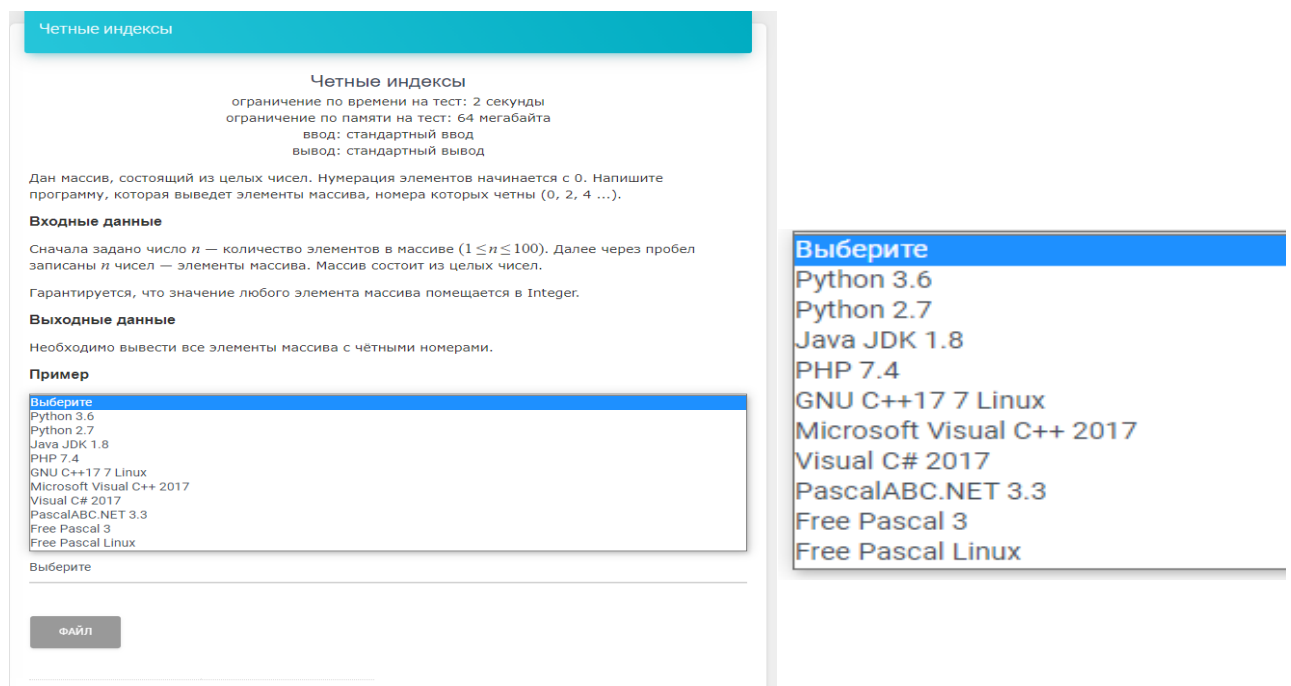 Четные индексы
Четные индексы
ограничение по времени на тест: 2 секунды
ограничение по памяти на тест: 64 мегабайта
ввод: стандартный ввод
вывод: стандартный вывод
Дан массив, состоящий из целых чисел. Нумерация элементов начинается с 0. Напишите
программу, которая выведет элементы массива, номера которых четны (0, 2, 4 ...).
Входные данные
Сначала задано число n — количество элементов в массиве (1 ≤ n ≤ 100). Далее через пробел
записаны n чисел — элементы массива. Массив состоит из целых чисел.
Гарантируется, что значение любого элемента массива помещается в Integer.
Выходные данные
Необходимо вывести все элементы массива с чётными номерами.
Пример
Выберите
Python 3.6
Python 2.7
Java JDK 1.8
PHP 7.4
GNU C++17 7 Linux
Microsoft Visual C++ 2017
Visual C# 2017
PascalABC.NET 3.3
Free Pascal 3
Free Pascal Linux
Выберите
ФАЙЛ
Выберите
Python 3.6
Python 2.7
Java JDK 1.8
PHP 7.4
GNU C++17 7 Linux
Microsoft Visual C++ 2017
Visual C# 2017
PascalABC.NET 3.3
Free Pascal 3
Free Pascal Linux